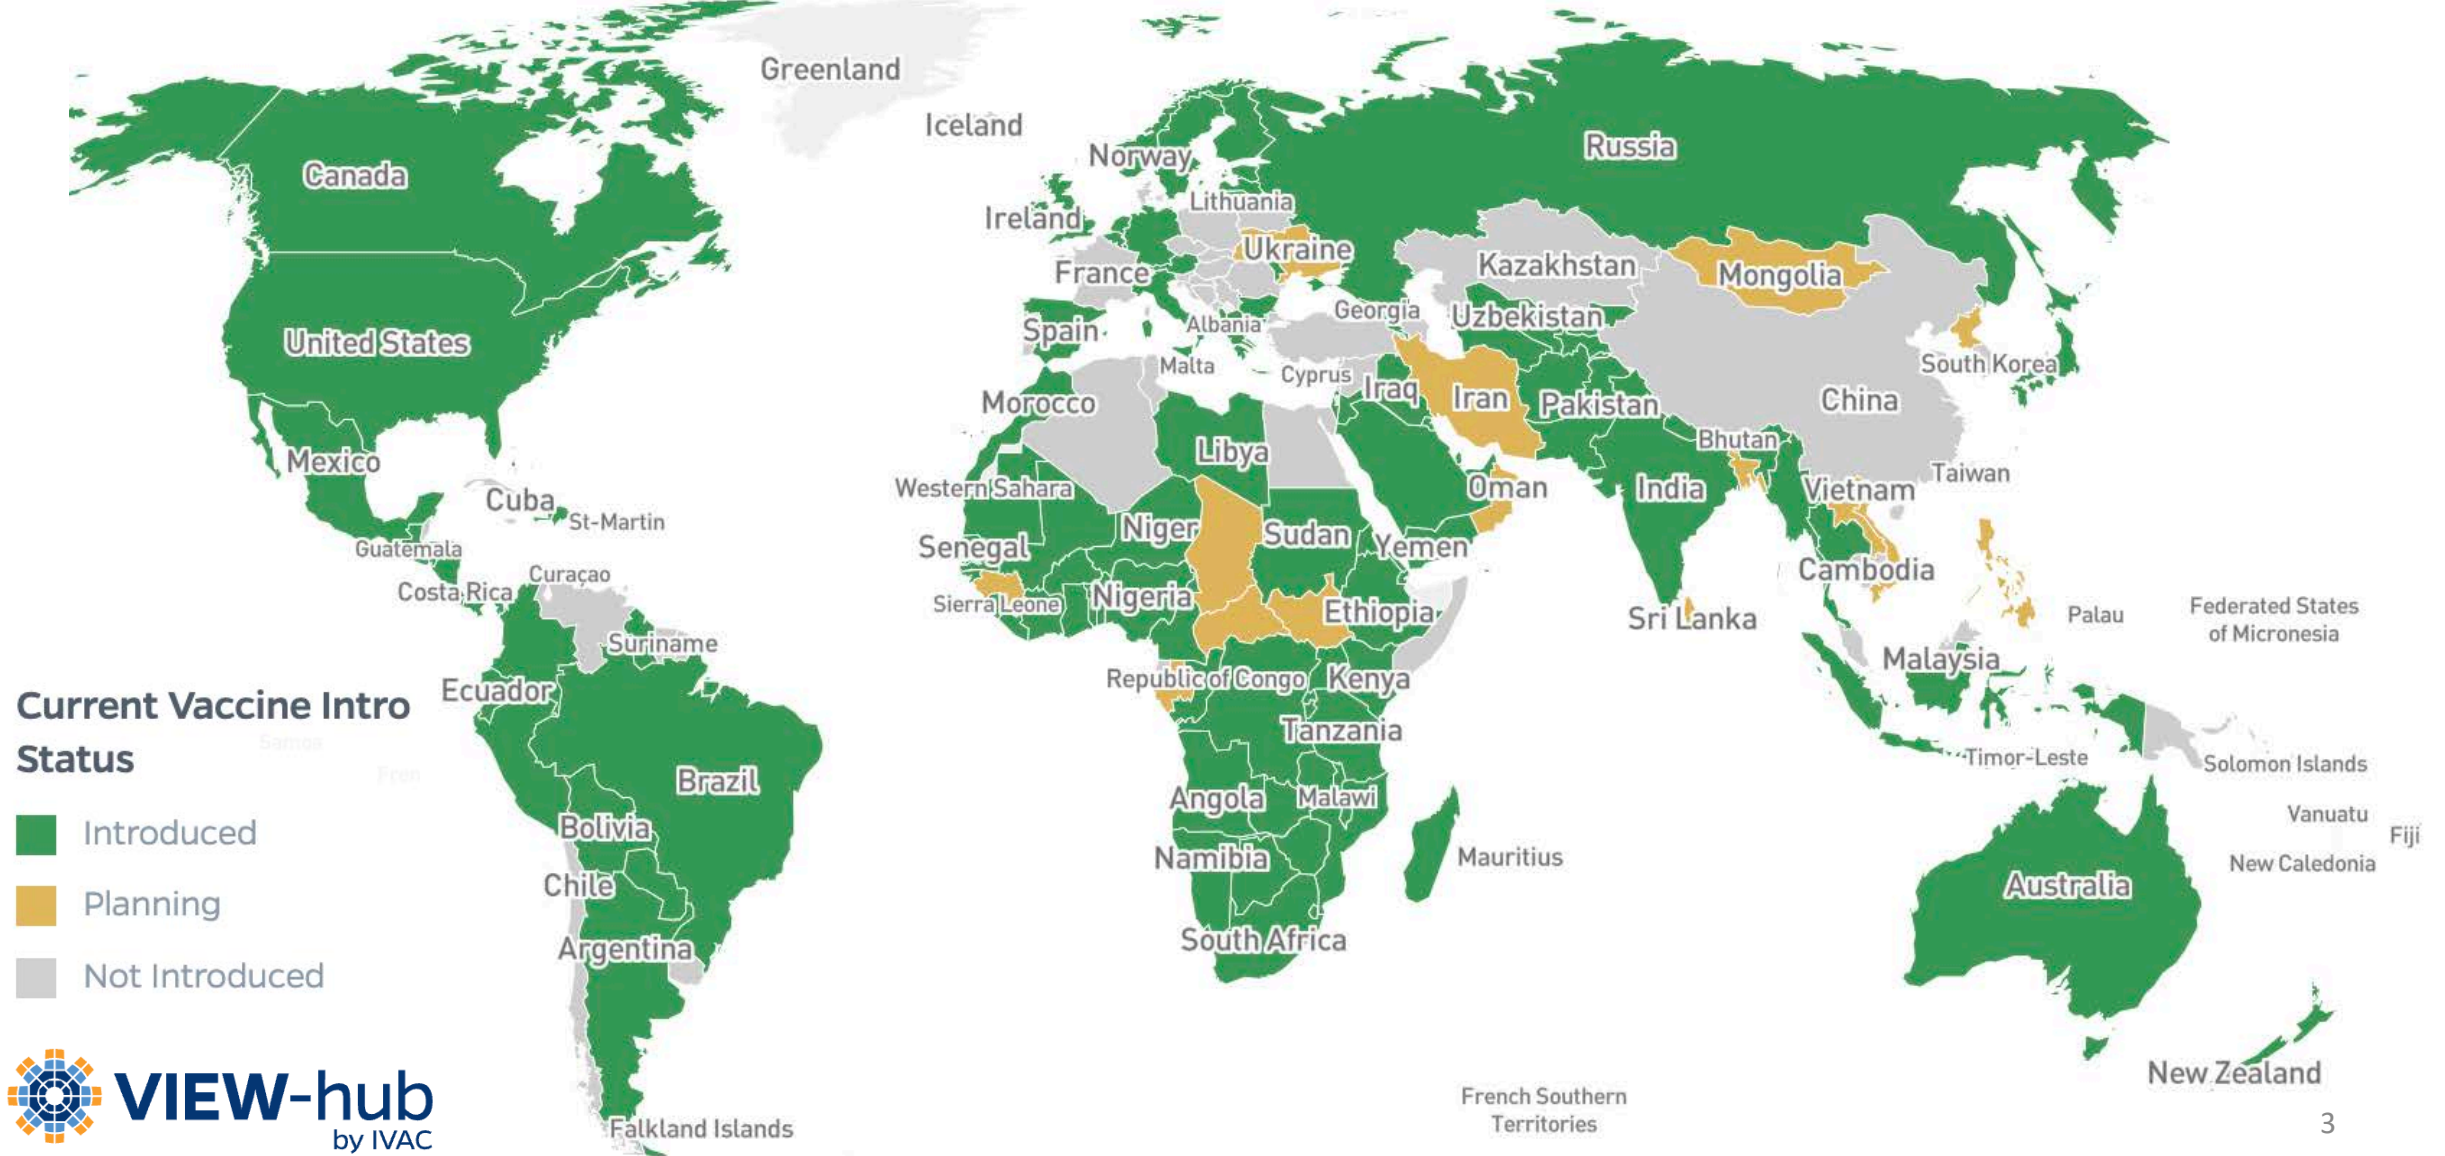 Greenland
Iceland
Norway
Russia
Canada
Lithuania
Ireland
Ukraine
France
Kazakhstan
Mongolia
Georgia
Uzbekistan
Spain
Albania
United States
Malta
Cyprus
South Korea
Iraq
Iran
Pakistan
China
Morocco
Bhutan
Libya
Mexico
Taiwan
Western Sahara
Oman
India
Vietnam
Cuba
St-Martin
Niger
Sudan
Yemen
Senegal
Guatemala
Cambodia
Curaçao
Costa Rica
Sierra Leone
Nigeria
Ethiopia
Sri Lanka
Palau
Federated States
of Micronesia
Suriname
Malaysia
Republic of Congo
Kenya
Ecuador
Current Vaccine Intro
Status
Samoa
Fren
Tanzania
Timor-Leste
Solomon Islands
Brazil
Angola
Malawi
Vanuatu
Fiji
Bolivia
Introduced
Namibia
Mauritius
New Caledonia
Chile
Australia
Planning
South Africa
Argentina
Not Introduced
New Zealand
VIEW-hub
by IVAC
French Southern
Territories
Falkland Islands
3